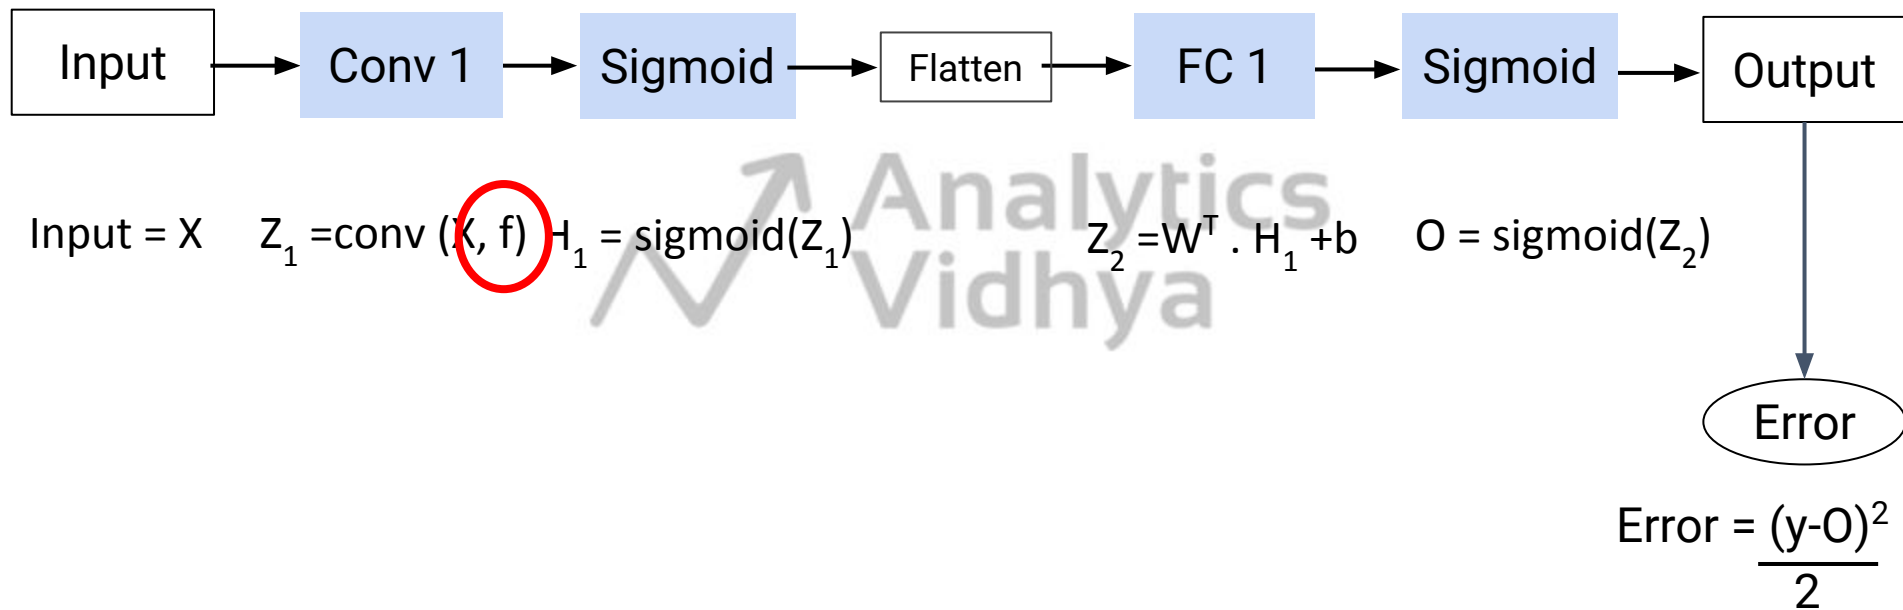 Input Conv 1 Sigmoid Flatten FC 1 Sigmoid Output
Analytics
Vidhya
Input = X Z₁ =conv (X, f) H₁ = sigmoid(Z₁) Z₂ =Wᵀ . H₁ +b O = sigmoid(Z₂)
Error
Error = (y-O)²
2